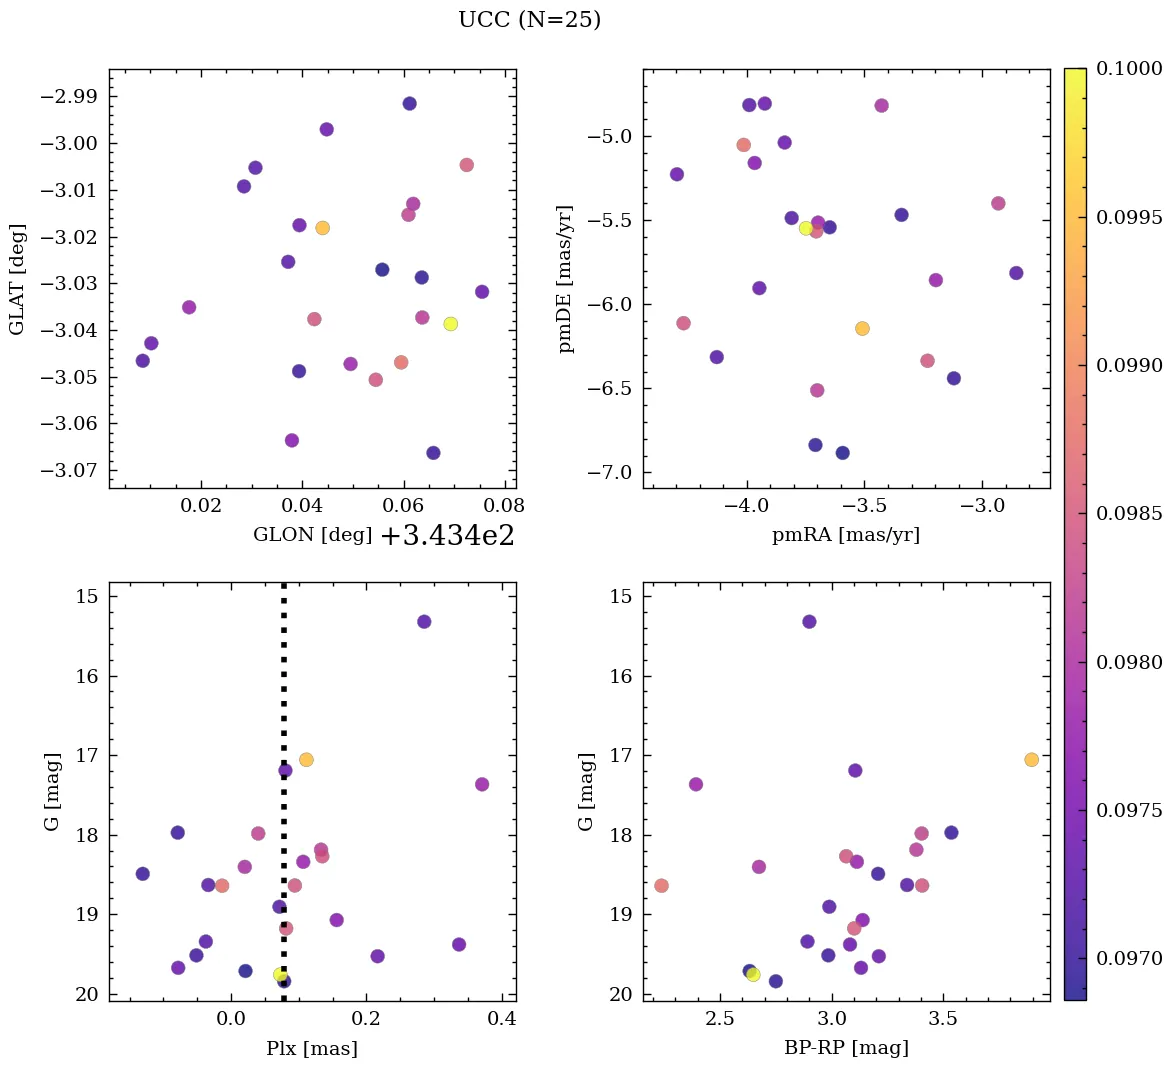 UCC (N=25)
−2.99
−3.00
−3.01
−3.02
−3.03
−3.04
−3.05
−3.06
−3.07
GLAT [deg]
0.02 0.04 0.06 0.08
GLON [deg] +3.434e2
−5.0
−5.5
−6.0
−6.5
−7.0
pmDE [mas/yr]
−4.0 −3.5 −3.0
pmRA [mas/yr]
0.1000
0.0995
0.0990
0.0985
0.0980
0.0975
0.0970
15
16
17
18
19
20
G [mag]
0.0 0.2 0.4
Plx [mas]
15
16
17
18
19
20
G [mag]
2.5 3.0 3.5
BP-RP [mag]